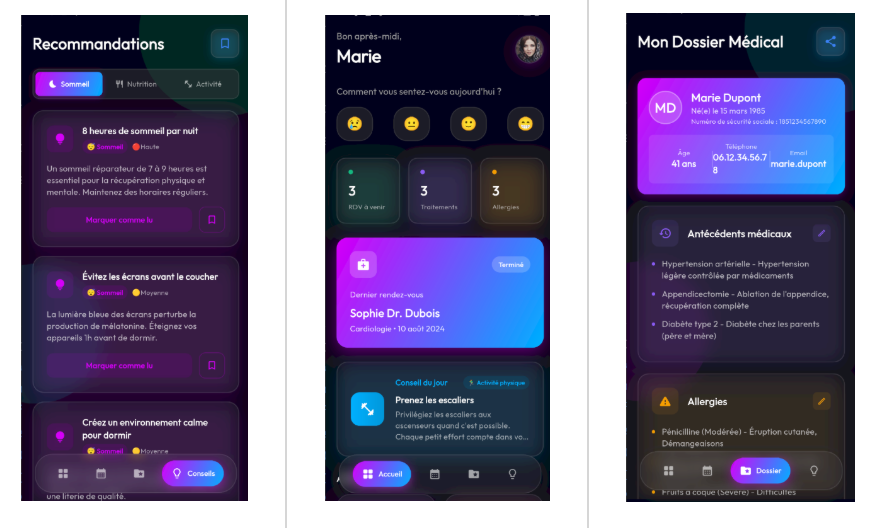 Recommandations
Sommeil
Nutrition
Activité
8 heures de sommeil par nuit
Sommeil
Haute
Un sommeil réparateur de 7 à 9 heures est
essentiel pour la récupération physique et
mentale. Maintenez des horaires réguliers.
Marquer comme lu
Évitez les écrans avant le coucher
Sommeil
Moyenne
La lumière bleue des écrans perturbe la
production de mélatonine. Éteignez vos
appareils 1h avant de dormir.
Marquer comme lu
Créez un environnement calme
pour dormir
Sommeil
Moyenne
Conseils
une literie de qualité.
Bon après-midi,
Marie
Comment vous sentez-vous aujourd'hui ?
3
RDV à venir
3
Traitements
3
Allergies
Terminé
Dernier rendez-vous
Sophie Dr. Dubois
Cardiologie • 10 août 2024
Conseil du jour
Activité physique
Prenez les escaliers
Privilégiez les escaliers aux
ascenseurs quand c'est possible.
Chaque petit effort compte dans vo...
Accueil
Mon Dossier Médical
MD
Marie Dupont
Né(e) le 15 mars 1985
Numéro de sécurité sociale : 1851234567890
Âge
41 ans
Téléphone
06.12.34.56.7
8
Email
marie.dupont
Antécédents médicaux
Hypertension artérielle - Hypertension
légère contrôlée par médicaments
Appendicectomie - Ablation de l'appendice,
récupération complète
Diabète type 2 - Diabète chez les parents
(père et mère)
Allergies
Pénicilline (Modérée) - Éruption cutanée,
Démangeaisons
Dossier
Fruits à coque (Sévère) - Difficultés